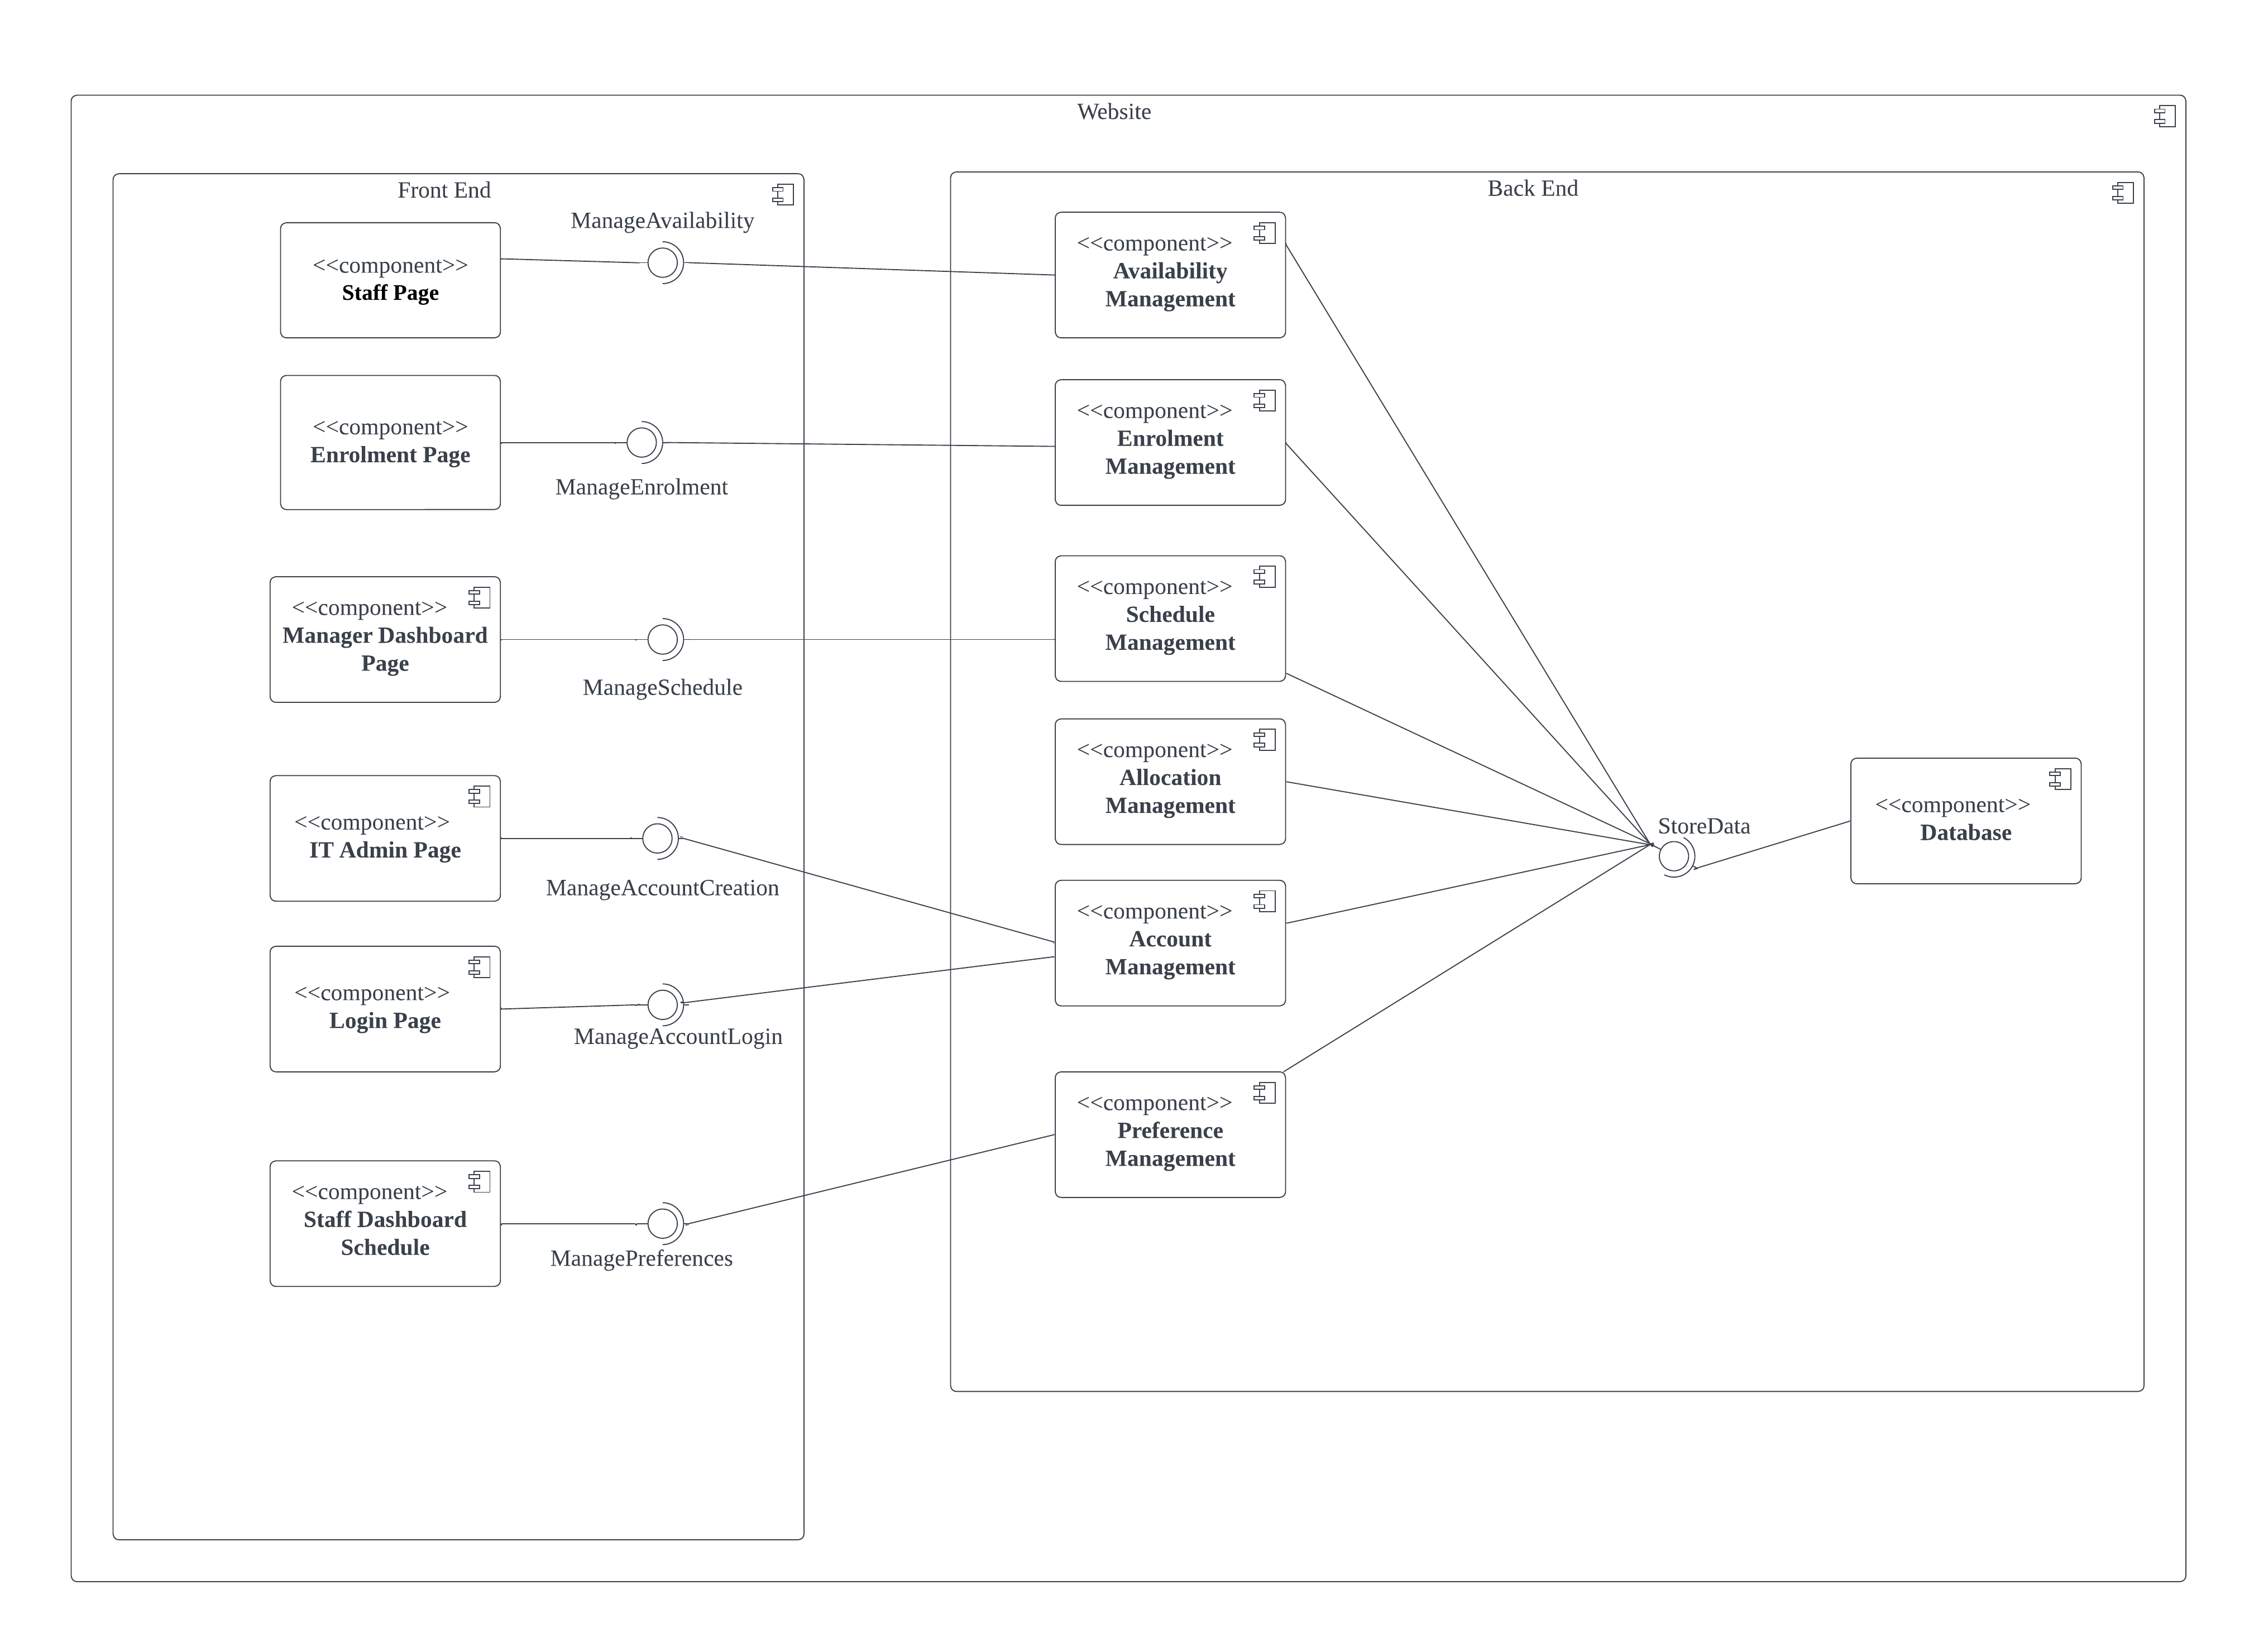 Website
Front End
ManageAvailability
<<component>>
Staff Page
<<component>>
Enrolment Page
ManageEnrolment
<<component>>
Manager Dashboard
Page
ManageSchedule
<<component>>
IT Admin Page
ManageAccountCreation
<<component>>
Login Page
ManageAccountLogin
<<component>>
Staff Dashboard
Schedule
ManagePreferences
Back End
<<component>>
Availability
Management
<<component>>
Enrolment
Management
<<component>>
Schedule
Management
<<component>>
Allocation
Management
<<component>>
Account
Management
<<component>>
Preference
Management
StoreData
<<component>>
Database